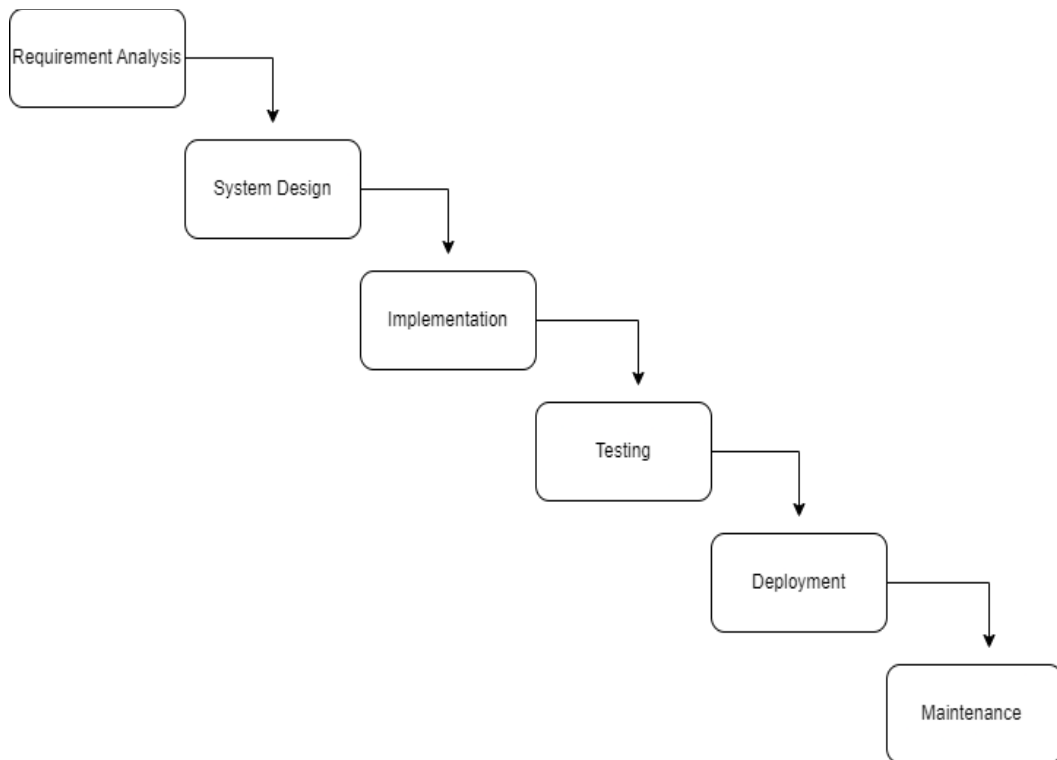 Requirement Analysis
System Design
Implementation
Testing
Deployment
Maintenance